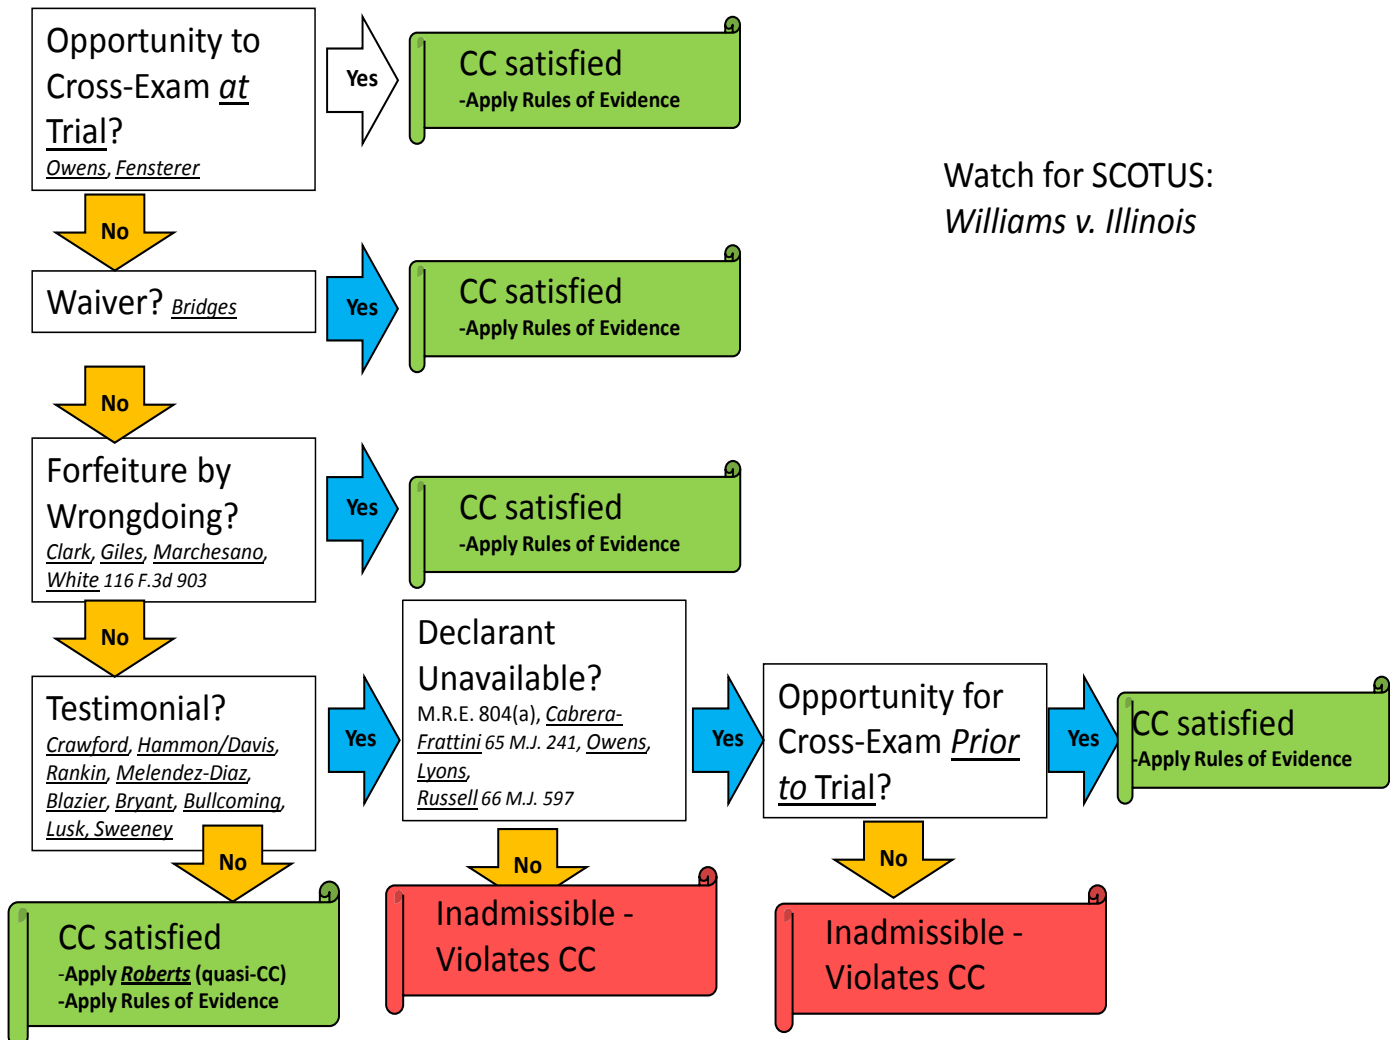 Opportunity to
Cross-Exam at
Trial?
Owens, Fensterer
Yes
CC satisfied
-Apply Rules of Evidence
Watch for SCOTUS:
Williams v. Illinois
No
Waiver? Bridges
Yes
CC satisfied
-Apply Rules of Evidence
No
Forfeiture by
Wrongdoing?
Clark, Giles, Marchesano,
White 116 F.3d 903
Yes
CC satisfied
-Apply Rules of Evidence
No
Testimonial?
Crawford, Hammon/Davis,
Rankin, Melendez-Diaz,
Blazier, Bryant, Bullcoming,
Lusk, Sweeney
Yes
Declarant
Unavailable?
M.R.E. 804(a), Cabrera-
Frattini 65 M.J. 241, Owens,
Lyons,
Russell 66 M.J. 597
Yes
Opportunity for
Cross-Exam Prior
to Trial?
Yes
CC satisfied
-Apply Rules of Evidence
No
CC satisfied
-Apply Roberts (quasi-CC)
-Apply Rules of Evidence
No
Inadmissible -
Violates CC
No
Inadmissible -
Violates CC